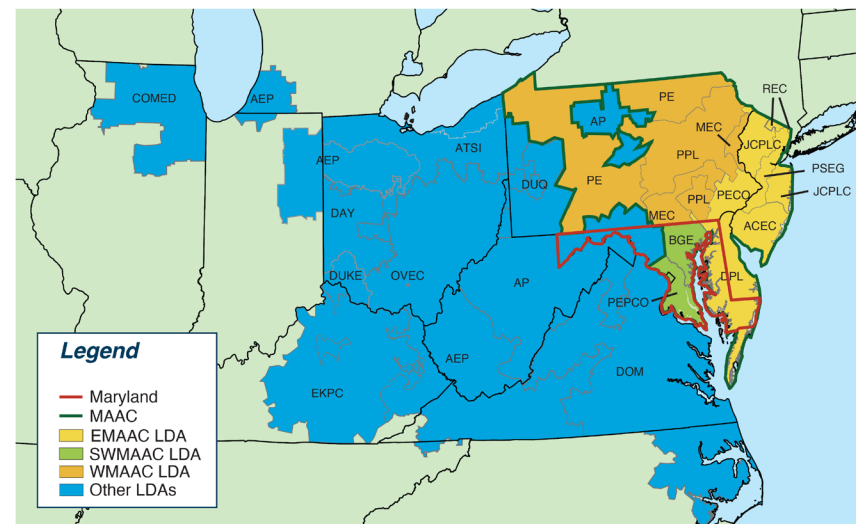 REC
COMED
AEP
PE
AP
MEC
JCPLC
ATSI
AEP
PPL
PSEG
DUQ
PE
PPL
PECO
JCPLC
DAY
MEC
ACEC
BGE
DUKE
OVEC
AP
DPL
PEPCO
AEP
DOM
EKPC
Legend
Maryland
MAAC
EMAAC LDA
SWMAAC LDA
WMAAC LDA
Other LDAs